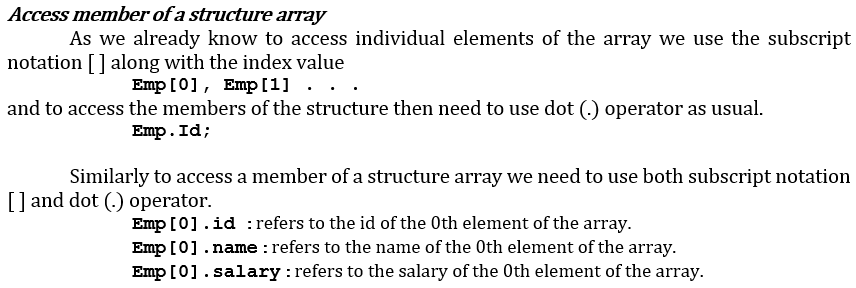 Access member of a structure array
As we already know to access individual elements of the array we use the subscript
notation [ ] along with the index value
Emp[0], Emp[1] . . .
and to access the members of the structure then need to use dot (.) operator as usual.
Emp.Id;
Similarly to access a member of a structure array we need to use both subscript notation
[ ] and dot (.) operator.
Emp[0].id : refers to the id of the 0th element of the array.
Emp[0].name : refers to the name of the 0th element of the array.
Emp[0].salary : refers to the salary of the 0th element of the array.